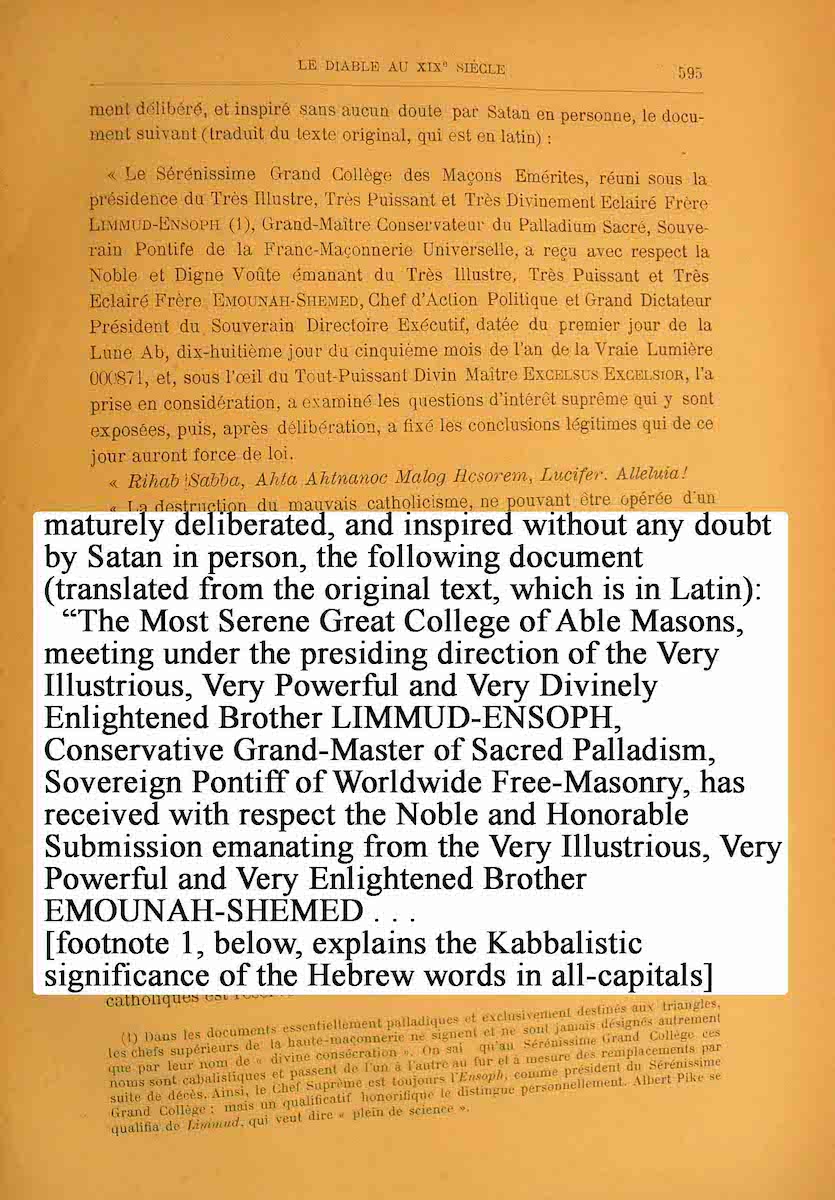 LE DIABLE AU XIXe SIÈCLE
595
ment délibéré, et inspiré sans aucun doute par Satan en personne, le docu-
ment suivant (traduit du texte original, qui est en latin) :
« Le Sérénissime Grand Collège des Maçons Emérites, réuni sous la
présidence du Très Illustre, Très Puissant et Très Divinement Eclairé Frère
LIMMUD-ENSOPH (1), Grand-Maître Conservateur du Palladium Sacré, Souve-
rain Pontife de la Franc-Maçonnerie Universelle, a reçu avec respect la
Noble et Digne Voûte émanant du Très Illustre, Très Puissant et Très
Eclairé Frère EMOUNAH-SHEMED, Chef d'Action Politique et Grand Dictateur
Président du Souverain Directoire Exécutif, datée du premier jour de la
Lune Ab, dix-huitième jour du cinquième mois de l'an de la Vraie Lumière
000871, et, sous l'œil du Tout-Puissant Divin Maître EXCELSUS EXCELSIOR, l'a
prise en considération, a examiné les questions d'intérêt suprême qui y sont
exposées, puis, après délibération, a fixé les conclusions légitimes qui de ce
jour auront force de loi.
« Rihab Sabba, Ahta Ahtnanoc Malog Hcsorem, Lucifer. Alleluia!
« La destruction du mauvais catholicisme, ne pouvant être opérée d'un
maturely deliberated, and inspired without any doubt
by Satan in person, the following document
(translated from the original text, which is in Latin):
“The Most Serene Great College of Able Masons,
meeting under the presiding direction of the Very
Illustrious, Very Powerful and Very Divinely
Enlightened Brother LIMMUD-ENSOPH,
Conservative Grand-Master of Sacred Palladism,
Sovereign Pontiff of Worldwide Free-Masonry, has
received with respect the Noble and Honorable
Submission emanating from the Very Illustrious, Very
Powerful and Very Enlightened Brother
EMOUNAH-SHEMED . . .
[footnote 1, below, explains the Kabbalistic
significance of the Hebrew words in all-capitals]
catholiques est
(1) Dans les documents essentiellement palladiques et exclusivement destinés aux triangles,
les chefs supérieurs de la haute-maçonnerie ne signent et ne sont jamais désignés autrement
que par leur nom de « divine consécration ». On sai qu'au Sérénissime Grand Collège ces
noms sont cabalistiques et passent de l'un à l'autre au fur et à mesure des remplacements par
suite de décès. Ainsi, le Chef Suprême est toujours l'Ensoph, comme président du Sérénissime
Grand Collège ; mais un qualificatif honorifique le distingue personnellement. Albert Pike se
qualifia de Limmud, qui veut dire « plein de science ».